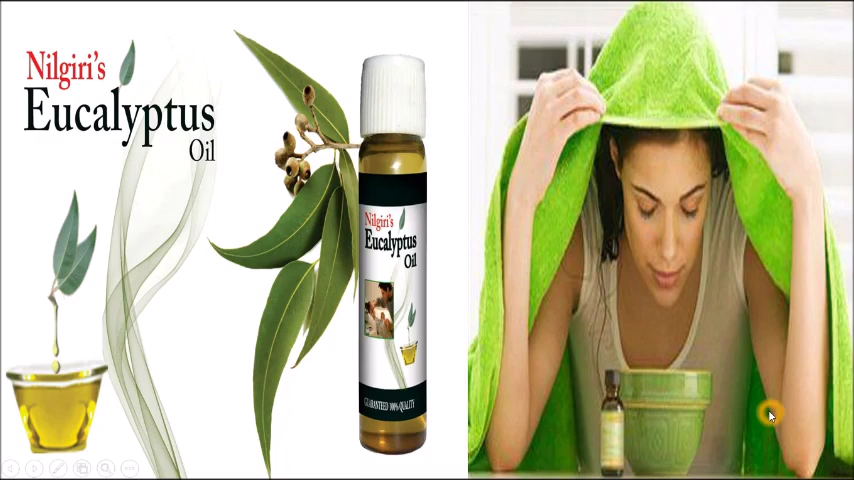 Nilgiri's
Eucalyptus
Oil
Nilgiri's
Eucalyptus
Oil
GUARANTEED 100% QUALITY